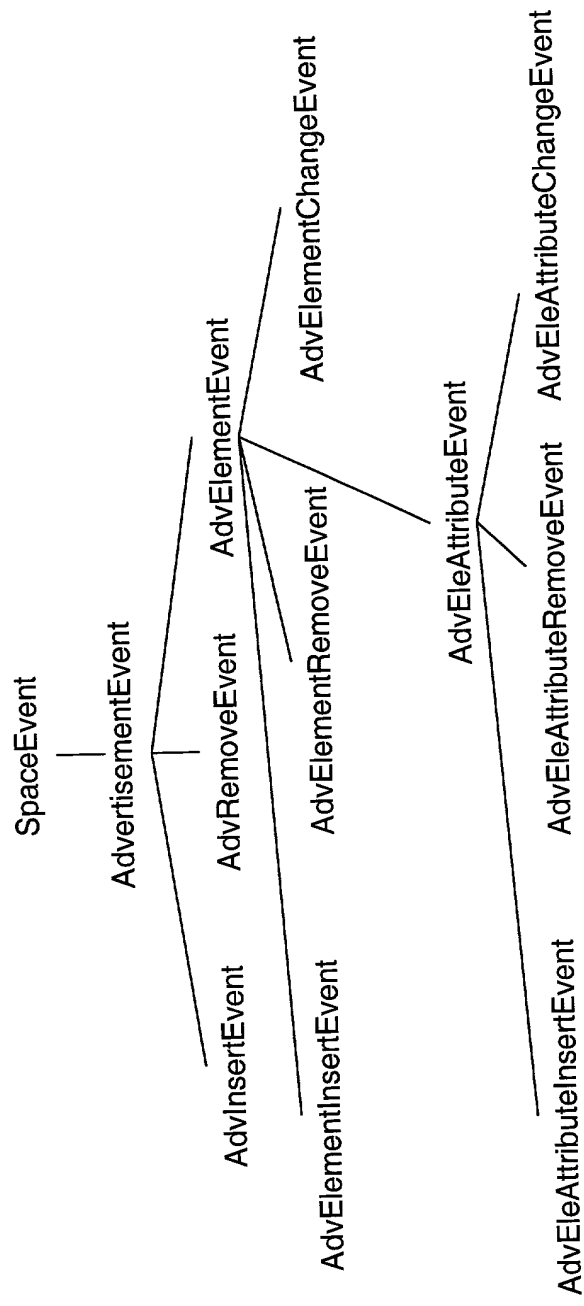 SpaceEvent
AdvertisementEvent
AdvInsertEvent
AdvRemoveEvent
AdvElementEvent
AdvElementInsertEvent
AdvElementRemoveEvent
AdvElementChangeEvent
AdvEleAttributeEvent
AdvEleAttributeInsertEvent
AdvEleAttributeRemoveEvent
AdvEleAttributeChangeEvent